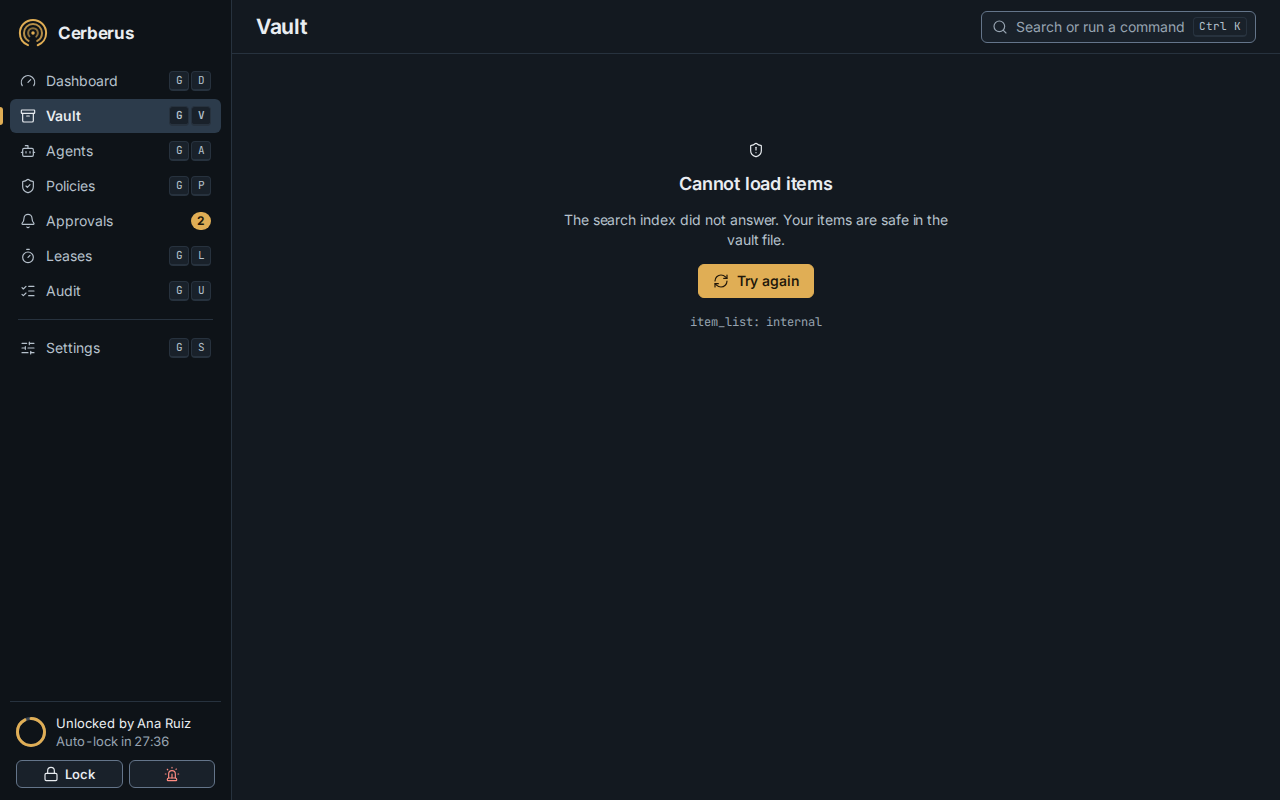 Cerberus
Dashboard G D
Vault G V
Agents G A
Policies G P
Approvals 2
Leases G L
Audit G U
Settings G S
Unlocked by Ana Ruiz
Auto-lock in 27:36
Lock
Vault
Search or run a command Ctrl K
Cannot load items
The search index did not answer. Your items are safe in the
vault file.
Try again
item_list: internal